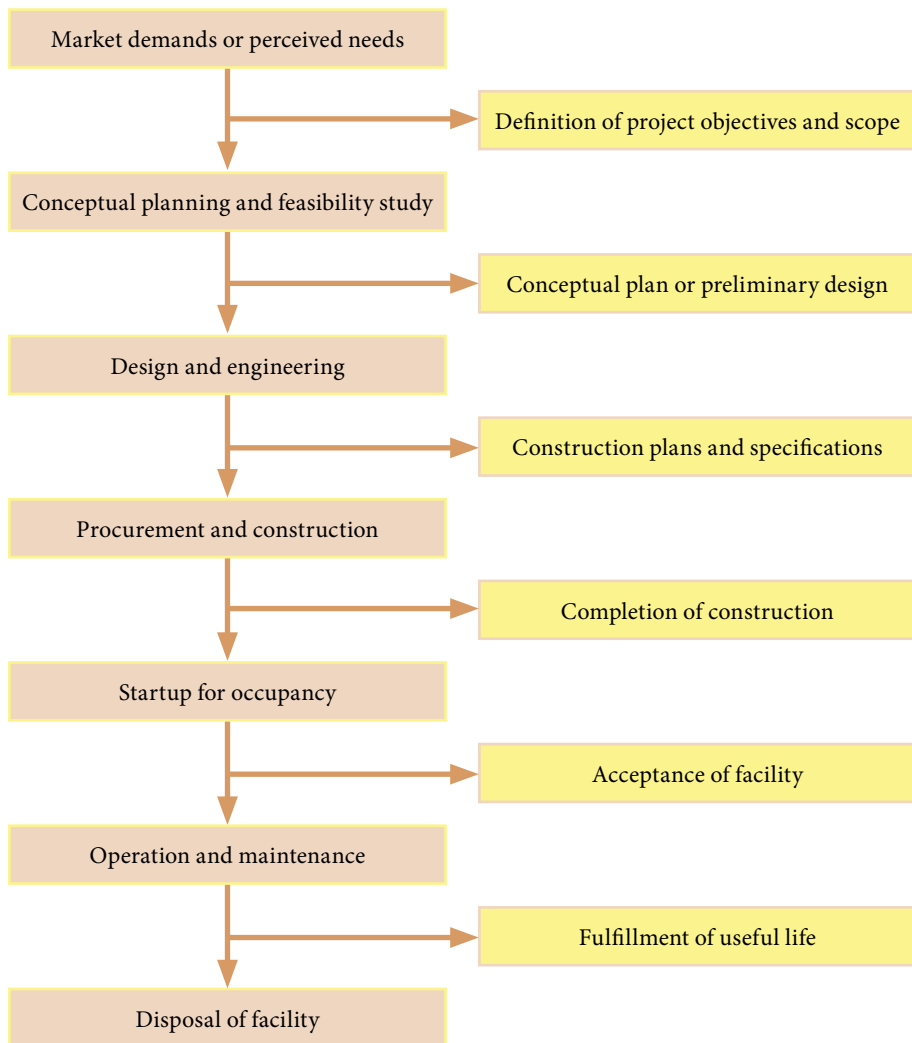 Market demands or perceived needs
Definition of project objectives and scope
Conceptual planning and feasibility study
Conceptual plan or preliminary design
Design and engineering
Construction plans and specifications
Procurement and construction
Completion of construction
Startup for occupancy
Acceptance of facility
Operation and maintenance
Fulfillment of useful life
Disposal of facility